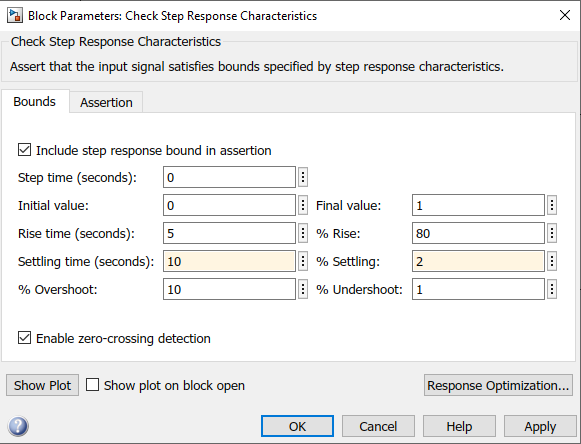 Block Parameters: Check Step Response Characteristics
Check Step Response Characteristics
Assert that the input signal satisfies bounds specified by step response characteristics.
Bounds Assertion
Include step response bound in assertion
Step time (seconds): 0
Initial value: 0 Final value: 1
Rise time (seconds): 5 % Rise: 80
Settling time (seconds): 10 % Settling: 2
% Overshoot: 10 % Undershoot: 1
Enable zero-crossing detection
Show Plot Show plot on block open Response Optimization...
OK Cancel Help Apply